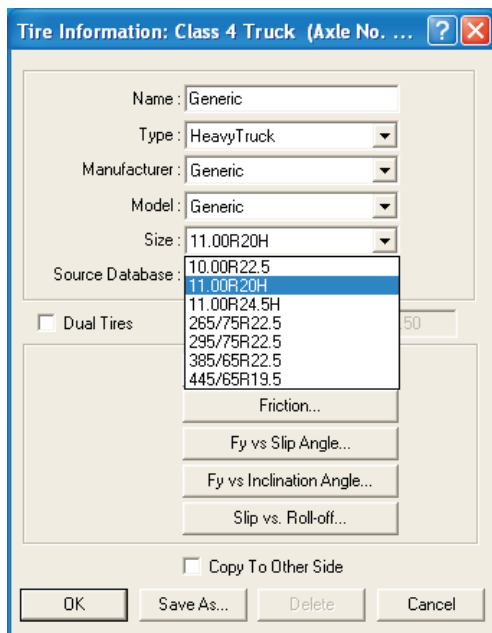 Tire Information: Class 4 Truck (Axle No. ...
Name : Generic
Type : HeavyTruck
Manufacturer : Generic
Model : Generic
Size : 11.00R20H
Source Database :
10.00R22.5
11.00R20H
11.00R24.5H
265/75R22.5
295/75R22.5
385/65R22.5
445/65R19.5
Dual Tires
.50
Friction...
Fy vs Slip Angle...
Fy vs Inclination Angle...
Slip vs. Roll-off...
Copy To Other Side
OK Save As... Delete Cancel